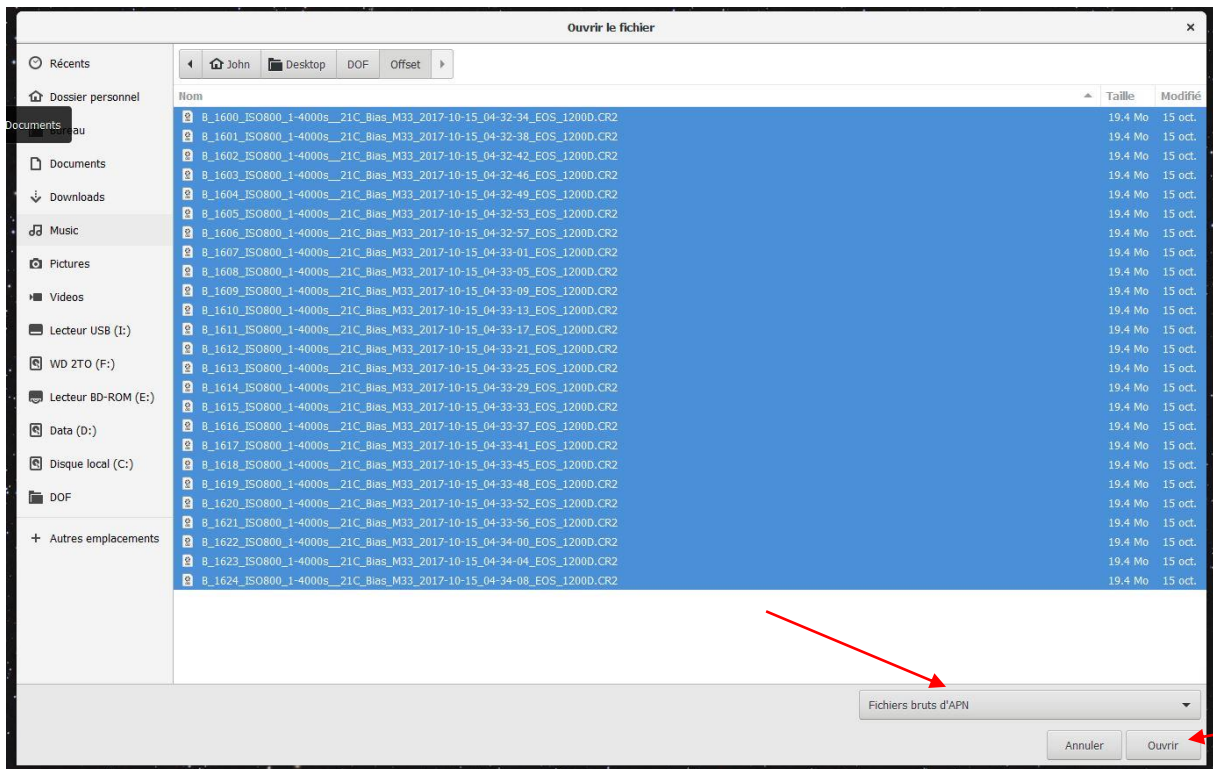 Ouvrir le fichier ×
Récents
Dossier personnel
Documents
Documents
Downloads
Music
Pictures
Videos
Lecteur USB (I:)
WD 2TO (F:)
Lecteur BD-ROM (E:)
Data (D:)
Disque local (C:)
DOF
+ Autres emplacements
John Desktop DOF Offset
Nom Taille Modifié
B_1600_ISO800_1-4000s__21C_Bias_M33_2017-10-15_04-32-34_EOS_1200D.CR2 19.4 Mo 15 oct.
B_1601_ISO800_1-4000s__21C_Bias_M33_2017-10-15_04-32-38_EOS_1200D.CR2 19.4 Mo 15 oct.
B_1602_ISO800_1-4000s__21C_Bias_M33_2017-10-15_04-32-42_EOS_1200D.CR2 19.4 Mo 15 oct.
B_1603_ISO800_1-4000s__21C_Bias_M33_2017-10-15_04-32-46_EOS_1200D.CR2 19.4 Mo 15 oct.
B_1604_ISO800_1-4000s__21C_Bias_M33_2017-10-15_04-32-49_EOS_1200D.CR2 19.4 Mo 15 oct.
B_1605_ISO800_1-4000s__21C_Bias_M33_2017-10-15_04-32-53_EOS_1200D.CR2 19.4 Mo 15 oct.
B_1606_ISO800_1-4000s__21C_Bias_M33_2017-10-15_04-32-57_EOS_1200D.CR2 19.4 Mo 15 oct.
B_1607_ISO800_1-4000s__21C_Bias_M33_2017-10-15_04-33-01_EOS_1200D.CR2 19.4 Mo 15 oct.
B_1608_ISO800_1-4000s__21C_Bias_M33_2017-10-15_04-33-05_EOS_1200D.CR2 19.4 Mo 15 oct.
B_1609_ISO800_1-4000s__21C_Bias_M33_2017-10-15_04-33-09_EOS_1200D.CR2 19.4 Mo 15 oct.
B_1610_ISO800_1-4000s__21C_Bias_M33_2017-10-15_04-33-13_EOS_1200D.CR2 19.4 Mo 15 oct.
B_1611_ISO800_1-4000s__21C_Bias_M33_2017-10-15_04-33-17_EOS_1200D.CR2 19.4 Mo 15 oct.
B_1612_ISO800_1-4000s__21C_Bias_M33_2017-10-15_04-33-21_EOS_1200D.CR2 19.4 Mo 15 oct.
B_1613_ISO800_1-4000s__21C_Bias_M33_2017-10-15_04-33-25_EOS_1200D.CR2 19.4 Mo 15 oct.
B_1614_ISO800_1-4000s__21C_Bias_M33_2017-10-15_04-33-29_EOS_1200D.CR2 19.4 Mo 15 oct.
B_1615_ISO800_1-4000s__21C_Bias_M33_2017-10-15_04-33-33_EOS_1200D.CR2 19.4 Mo 15 oct.
B_1616_ISO800_1-4000s__21C_Bias_M33_2017-10-15_04-33-37_EOS_1200D.CR2 19.4 Mo 15 oct.
B_1617_ISO800_1-4000s__21C_Bias_M33_2017-10-15_04-33-41_EOS_1200D.CR2 19.4 Mo 15 oct.
B_1618_ISO800_1-4000s__21C_Bias_M33_2017-10-15_04-33-45_EOS_1200D.CR2 19.4 Mo 15 oct.
B_1619_ISO800_1-4000s__21C_Bias_M33_2017-10-15_04-33-48_EOS_1200D.CR2 19.4 Mo 15 oct.
B_1620_ISO800_1-4000s__21C_Bias_M33_2017-10-15_04-33-52_EOS_1200D.CR2 19.4 Mo 15 oct.
B_1621_ISO800_1-4000s__21C_Bias_M33_2017-10-15_04-33-56_EOS_1200D.CR2 19.4 Mo 15 oct.
B_1622_ISO800_1-4000s__21C_Bias_M33_2017-10-15_04-34-00_EOS_1200D.CR2 19.4 Mo 15 oct.
B_1623_ISO800_1-4000s__21C_Bias_M33_2017-10-15_04-34-04_EOS_1200D.CR2 19.4 Mo 15 oct.
B_1624_ISO800_1-4000s__21C_Bias_M33_2017-10-15_04-34-08_EOS_1200D.CR2 19.4 Mo 15 oct.
Fichiers bruts d'APN
Annuler Ouvrir